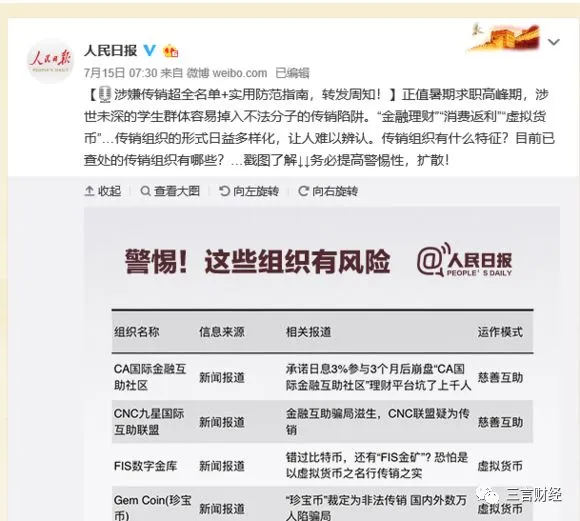 人民日报
7月15日 07:30 来自 微博 weibo.com 已编辑
人民日报
PEOPLE'S DAILY
【🎙涉嫌传销超全名单+实用防范指南，转发周知！】正值暑期求职高峰期，涉
世未深的学生群体容易掉入不法分子的传销陷阱。“金融理财”“消费返利”“虚拟货
币”…传销组织的形式日益多样化，让人难以辨认。传销组织有什么特征？目前已
查处的传销组织有哪些？…戳图了解↓↓务必提高警惕性，扩散！
收起 查看大图 向左旋转 向右旋转
警惕！这些组织有风险 @人民日报
PEOPLE'S DAILY
组织名称 信息来源 相关报道 运作模式
CA国际金融互
助社区 新闻报道 承诺日息3%参与3个月后崩盘“CA国
际金融互助社区”理财平台坑了上千人 慈善互助
CNC九星国际
互助联盟 新闻报道 金融互助骗局滋生，CNC联盟疑为传
销 慈善互助
FIS数字金库 新闻报道 错过比特币，还有“FIS金矿”？恐怕是
以虚拟货币之名行传销之实 虚拟货币
Gem Coin(珍宝
币) 新闻报道 “珍宝币”裁定为非法传销 国内外数万
人陷骗局 虚拟货币
三言财经